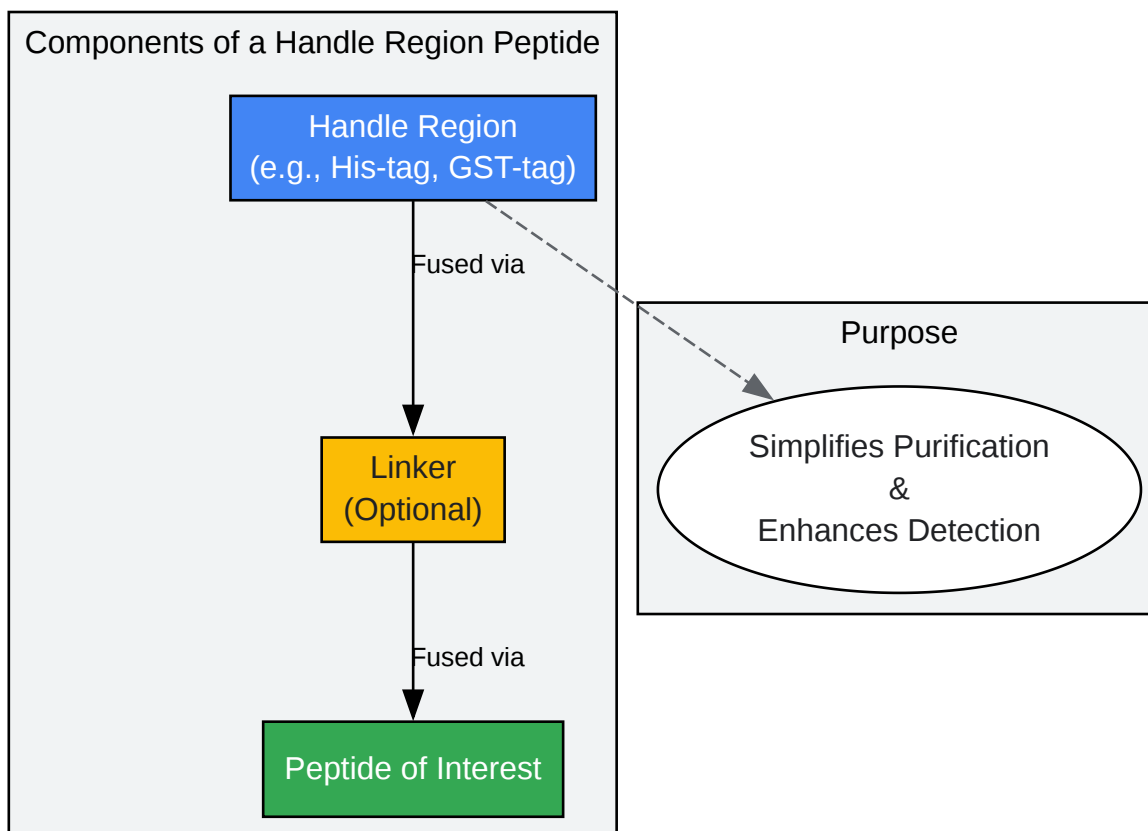 Components of a Handle Region Peptide
Handle Region
(e.g., His-tag, GST-tag)
Fused via
Purpose
Simplifies Purification
&
Enhances Detection
Linker
(Optional)
Fused via
Peptide of Interest